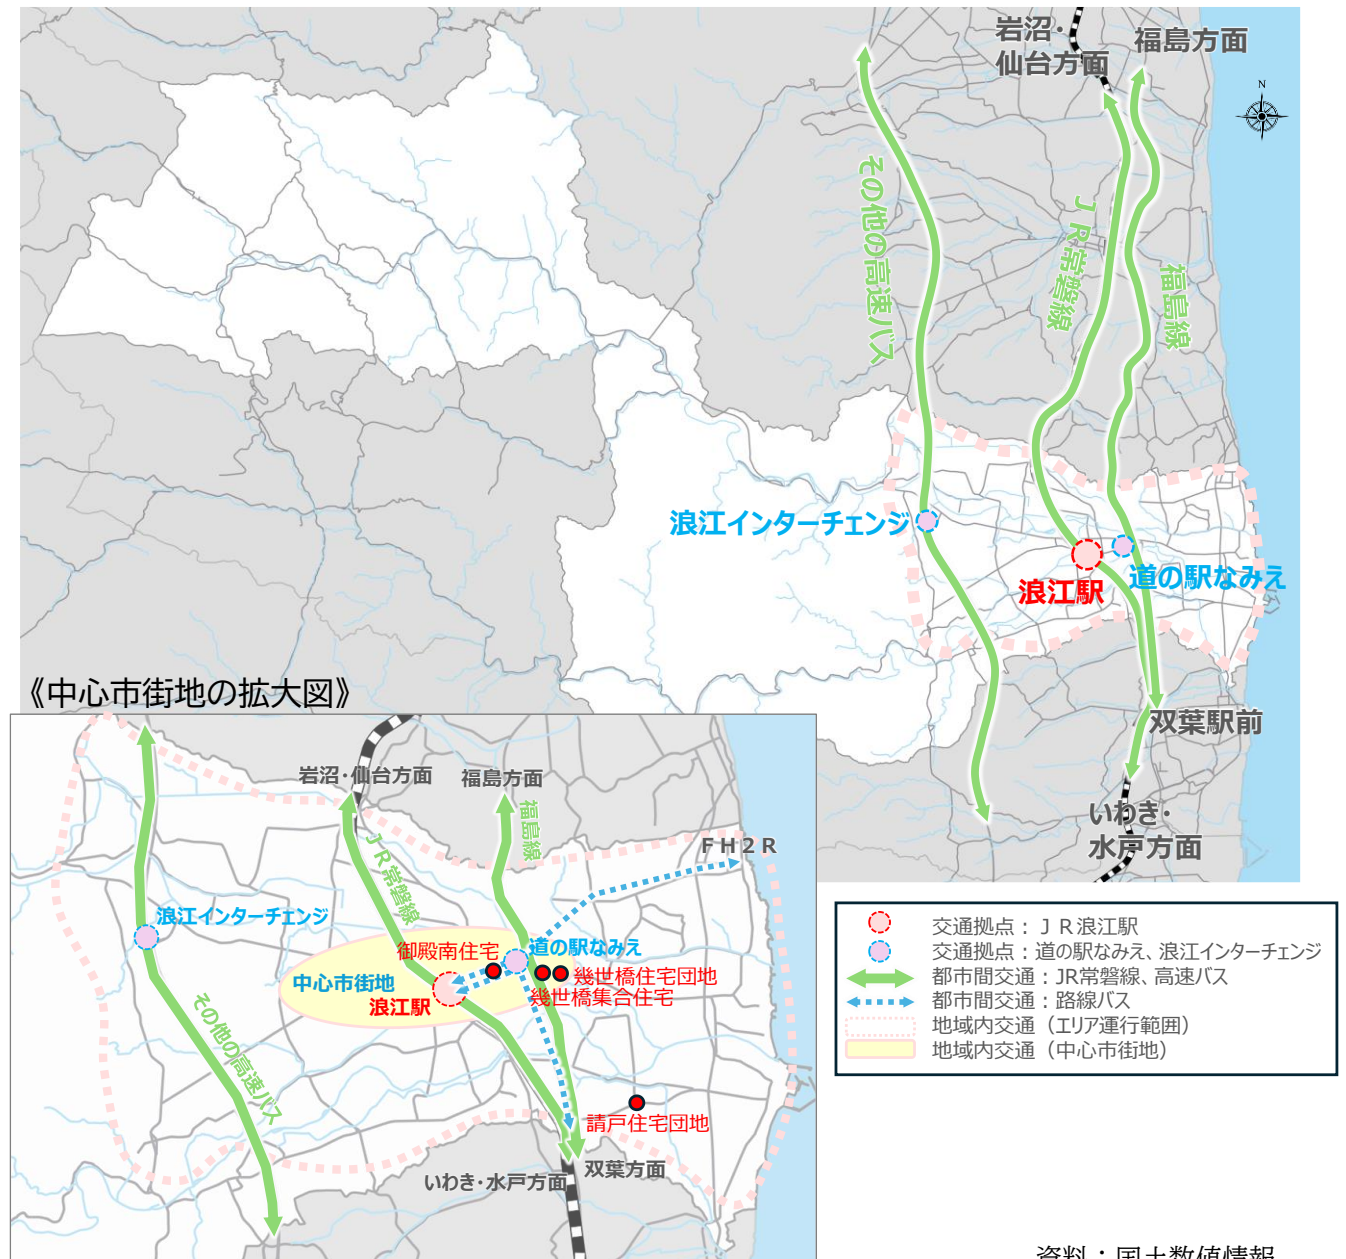 岩沼・
仙台方面
福島方面
N
その他の高速バス
ＪＲ常磐線
福島線
浪江インターチェンジ
浪江駅
道の駅なみえ
双葉駅前
いわき・
水戸方面
《中心市街地の拡大図》
岩沼・仙台方面
福島方面
福島線
ＪＲ常磐線
ＦＨ２Ｒ
浪江インターチェンジ
御殿南住宅
道の駅なみえ
中心市街地
幾世橋住宅団地
浪江駅
幾世橋集合住宅
その他の高速バス
請戸住宅団地
双葉方面
いわき・水戸方面
交通拠点：ＪＲ浪江駅
交通拠点：道の駅なみえ、浪江インターチェンジ
都市間交通：JR常磐線、高速バス
都市間交通：路線バス
地域内交通（エリア運行範囲）
地域内交通（中心市街地）
資料：国土数値情報